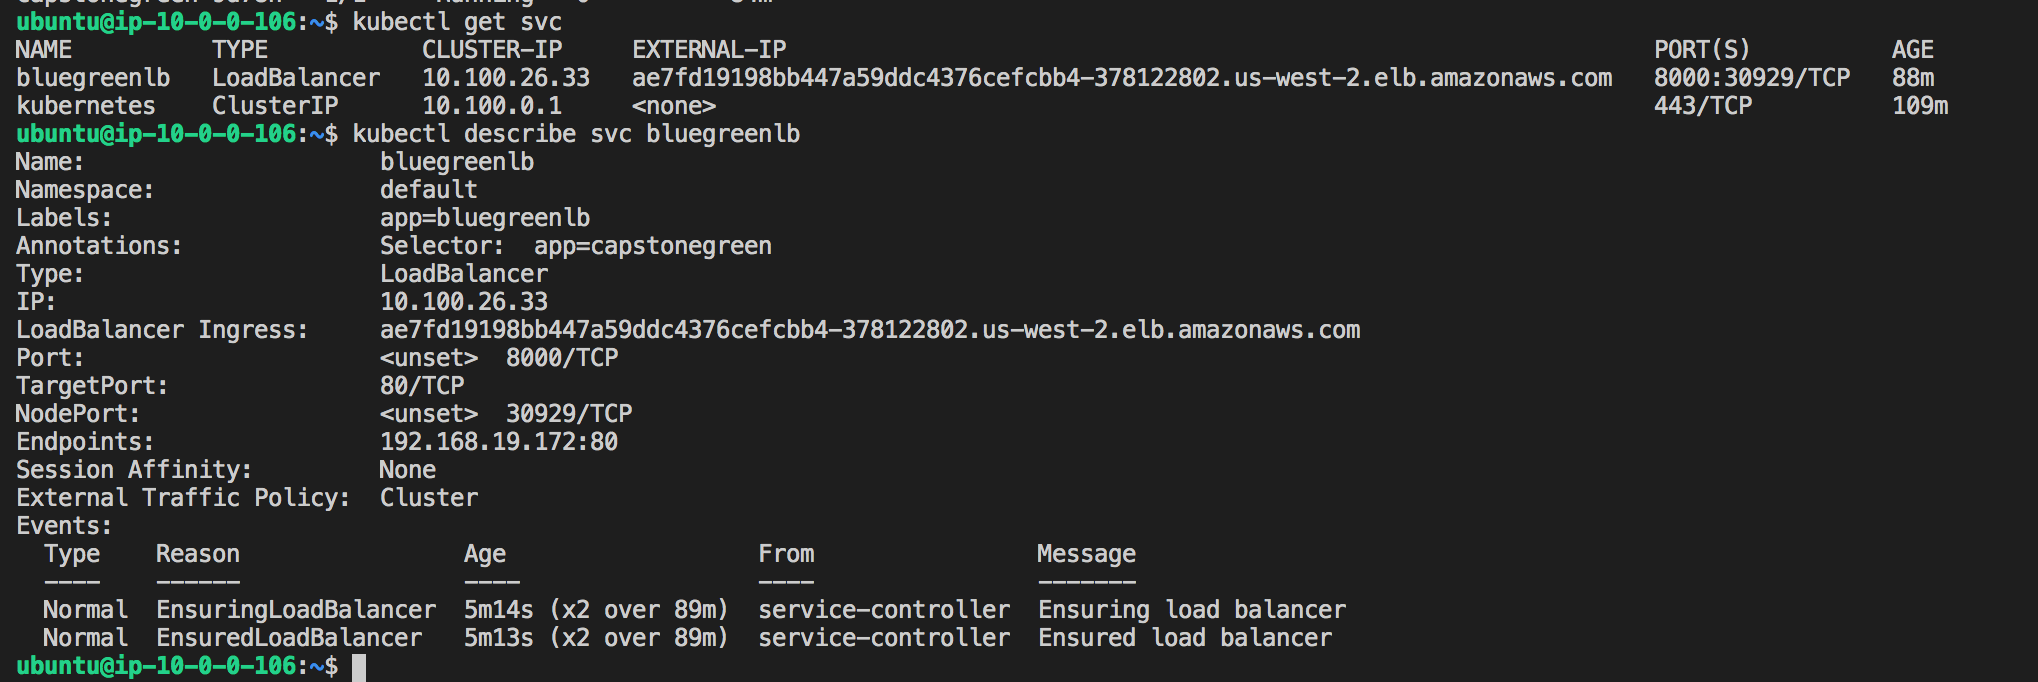 ubuntu@ip-10-0-0-106:~$ kubectl get svc
NAME TYPE CLUSTER-IP EXTERNAL-IP PORT(S) AGE
bluegreenlb LoadBalancer 10.100.26.33 ae7fd19198bb447a59ddc4376cefcbb4-378122802.us-west-2.elb.amazonaws.com 8000:30929/TCP 88m
kubernetes ClusterIP 10.100.0.1 <none> 443/TCP 109m
ubuntu@ip-10-0-0-106:~$ kubectl describe svc bluegreenlb
Name: bluegreenlb
Namespace: default
Labels: app=bluegreenlb
Annotations: Selector: app=capstonegreen
Type: LoadBalancer
IP: 10.100.26.33
LoadBalancer Ingress: ae7fd19198bb447a59ddc4376cefcbb4-378122802.us-west-2.elb.amazonaws.com
Port: <unset> 8000/TCP
TargetPort: 80/TCP
NodePort: <unset> 30929/TCP
Endpoints: 192.168.19.172:80
Session Affinity: None
External Traffic Policy: Cluster
Events:
Type Reason Age From Message
---- ------ ---- ---- -------
Normal EnsuringLoadBalancer 5m14s (x2 over 89m) service-controller Ensuring load balancer
Normal EnsuredLoadBalancer 5m13s (x2 over 89m) service-controller Ensured load balancer
ubuntu@ip-10-0-0-106:~$